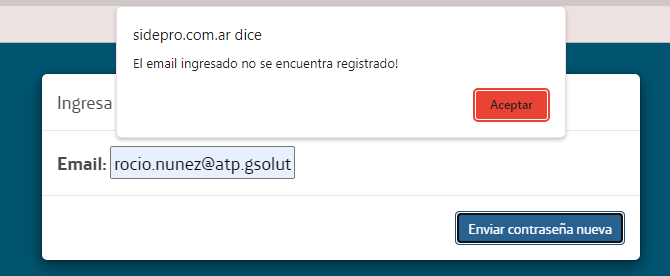 sidepro.com.ar dice
El email ingresado no se encuentra registrado!
Aceptar
Ingresa
Email: rocio.nunez@atp.gsolut
Enviar contraseña nueva